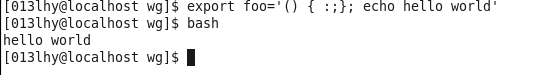 [013lhy@localhost wg]$ export foo='() { :;}; echo hello world'
[013lhy@localhost wg]$ bash
hello world
[013lhy@localhost wg]$